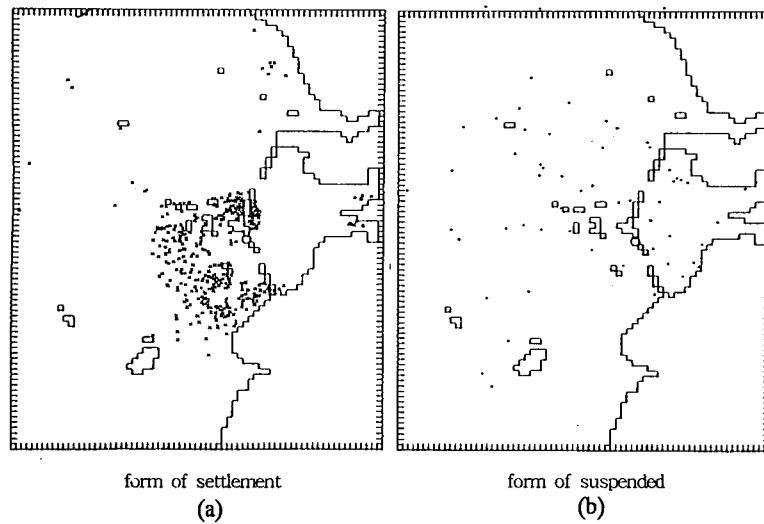 form of settlement
(a)
form of suspended
(b)